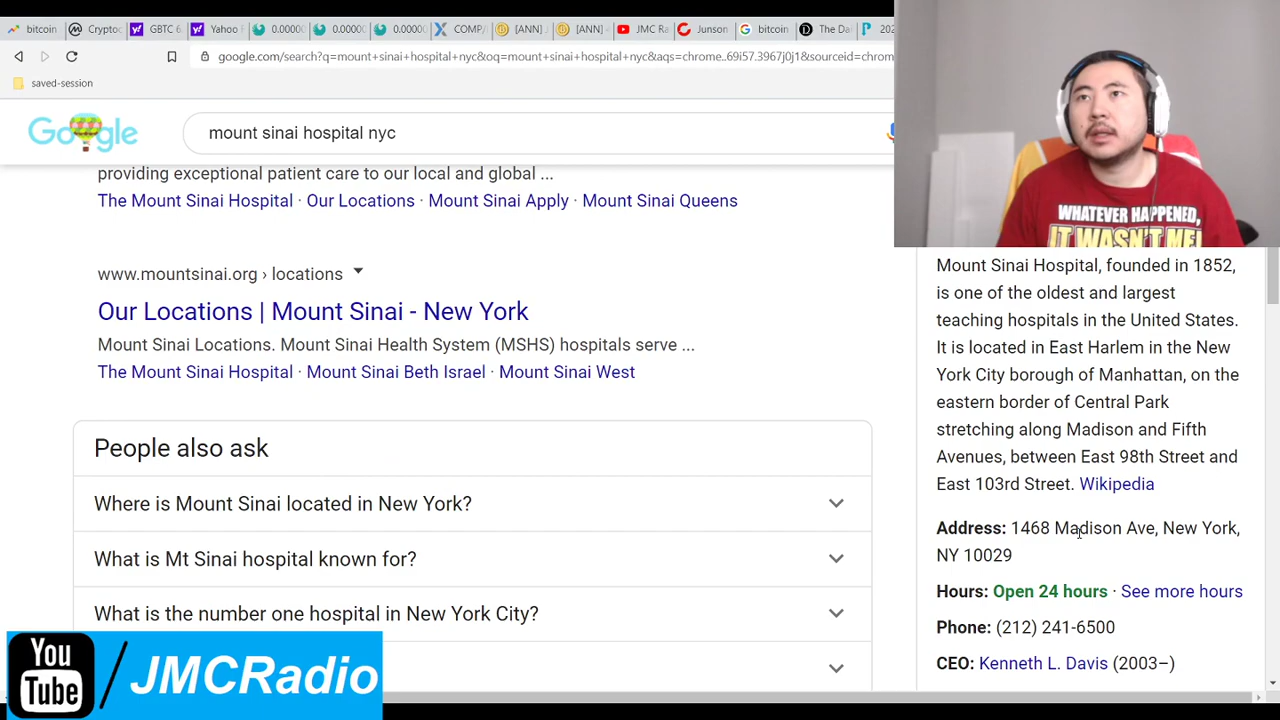 bitcoin
Crypto
GBTC 6
Yahoo
0.0000
0.0000
0.0000
COMP/
[ANN]
[ANN]
JMC Ra
Junson
bitcoin
The Da
202
google.com/search?q=mount+sinai+hospital+nyc&oq=mount+sinai+hospital+nyc&aqs=chrome..69i57.3967j0j1&sourceid=chrom
saved-session
Google
mount sinai hospital nyc
providing exceptional patient care to our local and global ...
The Mount Sinai Hospital · Our Locations · Mount Sinai Apply · Mount Sinai Queens
www.mountsinai.org › locations
Our Locations | Mount Sinai - New York
Mount Sinai Locations. Mount Sinai Health System (MSHS) hospitals serve ...
The Mount Sinai Hospital · Mount Sinai Beth Israel · Mount Sinai West
People also ask
Where is Mount Sinai located in New York?
What is Mt Sinai hospital known for?
What is the number one hospital in New York City?
WHATEVER HAPPENED,
IT WASN'T ME!
Mount Sinai Hospital, founded in 1852,
is one of the oldest and largest
teaching hospitals in the United States.
It is located in East Harlem in the New
York City borough of Manhattan, on the
eastern border of Central Park
stretching along Madison and Fifth
Avenues, between East 98th Street and
East 103rd Street. Wikipedia
Address: 1468 Madison Ave, New York,
NY 10029
Hours: Open 24 hours · See more hours
Phone: (212) 241-6500
CEO: Kenneth L. Davis (2003–)
You
Tube
/JMCRadio